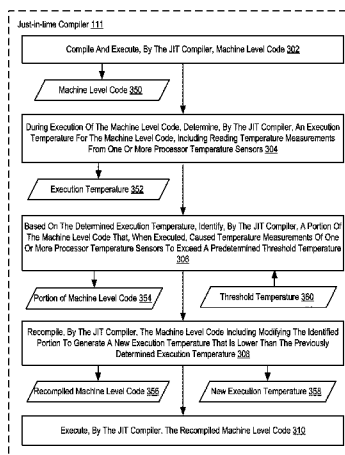 Just-in-time Compiler 111
Compile And Execute, By The JIT Compiler, Machine Level Code 302
Machine Level Code 350
During Execution Of The Machine Level Code, Determine, By The JIT Compiler, An Execution
Temperature For The Machine Level Code, Including Reading Temperature Measurements
From One Or More Processor Temperature Sensors 304
Execution Temperature 352
Based On The Determined Execution Temperature, Identify, By The JIT Compiler, A Portion Of
The Machine Level Code That, When Executed, Caused Temperature Measurements Of One
Or More Processor Temperature Sensors To Exceed A Predetermined Threshold Temperature
308
Portion of Machine Level Code 354
Threshold Temperature 360
Recompile, By The JIT Compiler, The Machine Level Code Including Modifying The Identified
Portion To Generate A New Execution Temperature That Is Lower Than The Previously
Determined Execution Temperature 308
Recompiled Machine Level Code 356
New Execution Temperature 358
Execute, By The JIT Compiler, The Recompiled Machine Level Code 310